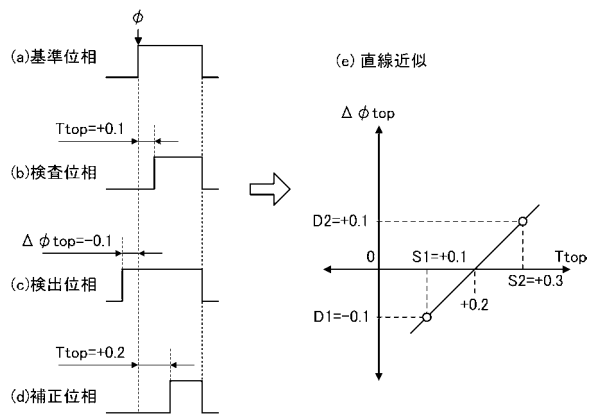 φ
(a)基準位相
Ttop=+0.1
(b)検査位相
Δφtop=-0.1
(c)検出位相
Ttop=+0.2
(d)補正位相
(e) 直線近似
Δφtop
D2=+0.1
0
S1=+0.1
Ttop
S2=+0.3
+0.2
D1=-0.1